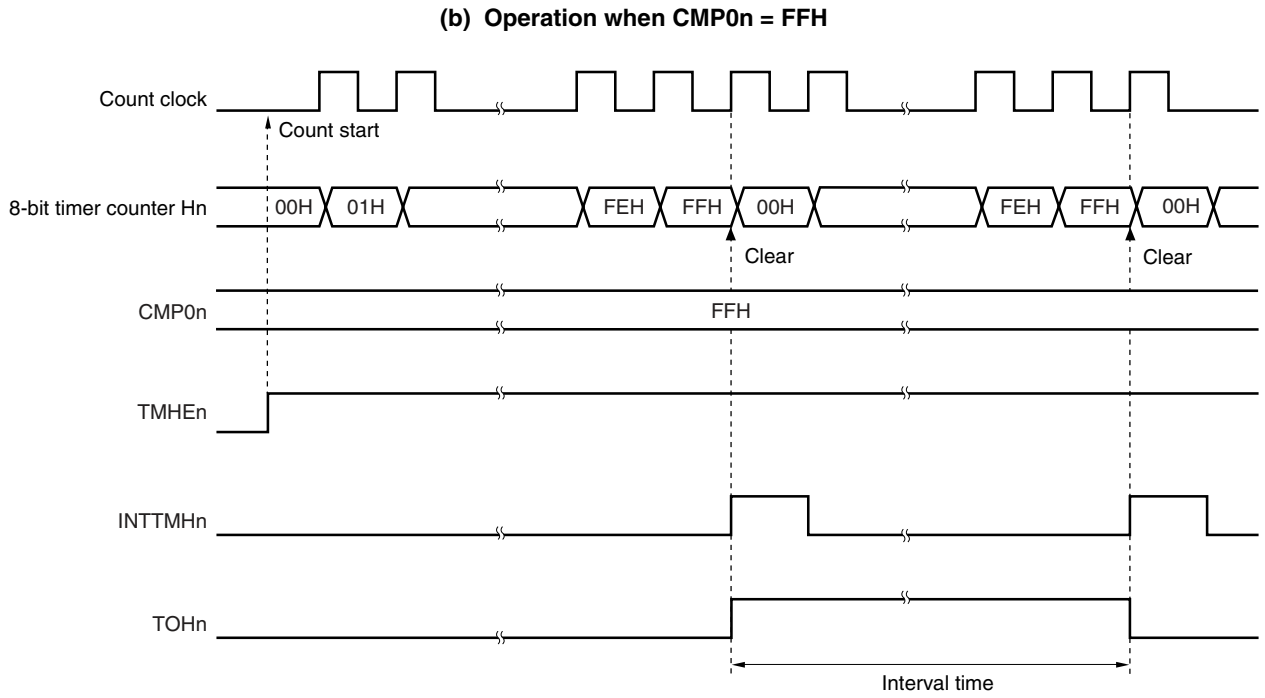 (b) Operation when CMP0n = FFH
Count clock
Count start
8-bit timer counter Hn
00H 01H FEH FFH 00H FEH FFH 00H
Clear Clear
CMP0n FFH
TMHEn
INTTMHn
TOHn
Interval time